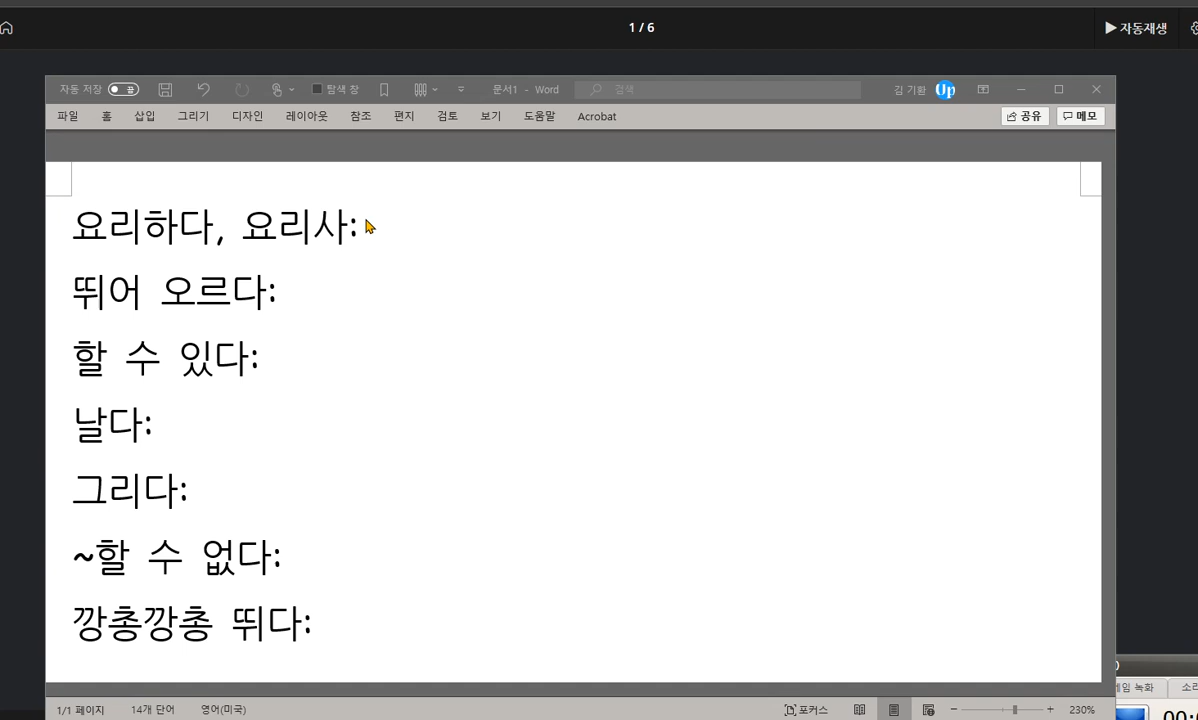 1 / 6
▶ 자동재생
자동 저장 끔 탐색 창 문서1 - Word 검색 김 기환 Up
파일 홈 삽입 그리기 디자인 레이아웃 참조 편지 검토 보기 도움말 Acrobat 공유 메모
요리하다, 요리사:
뛰어 오르다:
할 수 있다:
날다:
그리다:
~할 수 없다:
깡총깡총 뛰다:
1/1 페이지 14개 단어 영어(미국) 포커스 230%
녹화